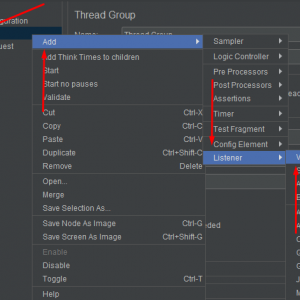 Thread Group
guration
quest
Name:
Thread Group
Add
Add Think Times to children
Start
Start no pauses
Validate
Cut Ctrl-X
Copy Ctrl-C
Paste Ctrl-V
Duplicate Ctrl+Shift-C
Remove Delete
Open...
Merge
Save Selection As...
Save Node As Image Ctrl-G
Save Screen As Image Ctrl+Shift-G
Enable
Disable
Toggle Ctrl-T
Help
Sampler
Logic Controller
Pre Processors
Post Processors
Assertions
Timer
Test Fragment
Config Element
Listener
eac
ded